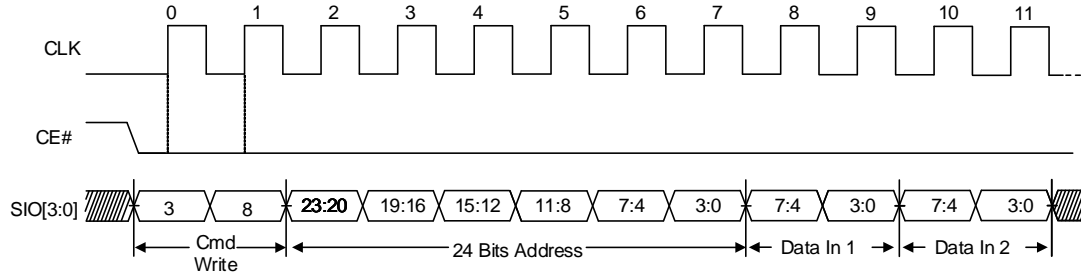 0 1 2 3 4 5 6 7 8 9 10 11
CLK
CE#
SIO[3:0] 3 8 23:20 19:16 15:12 11:8 7:4 3:0 7:4 3:0 7:4 3:0
Cmd Write 24 Bits Address Data In 1 Data In 2